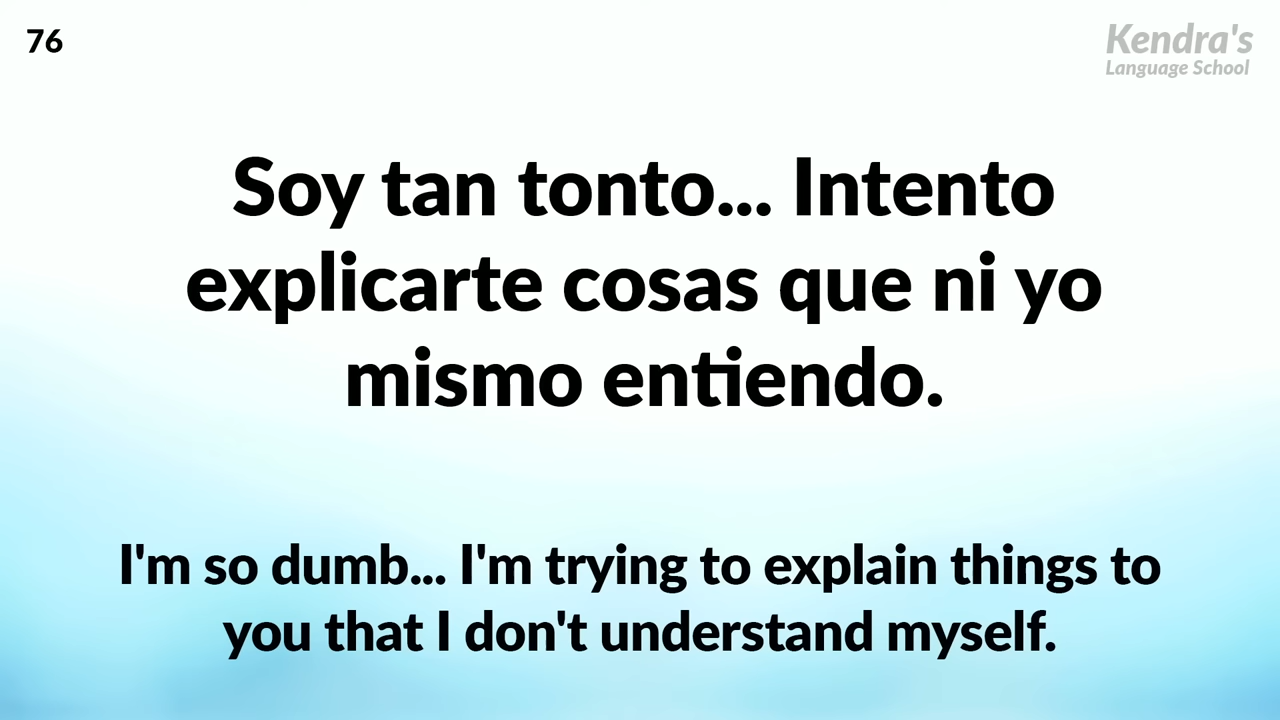 76
Kendra's
Language School
Soy tan tonto... Intento
explicarte cosas que ni yo
mismo entiendo.
I'm so dumb... I'm trying to explain things to
you that I don't understand myself.